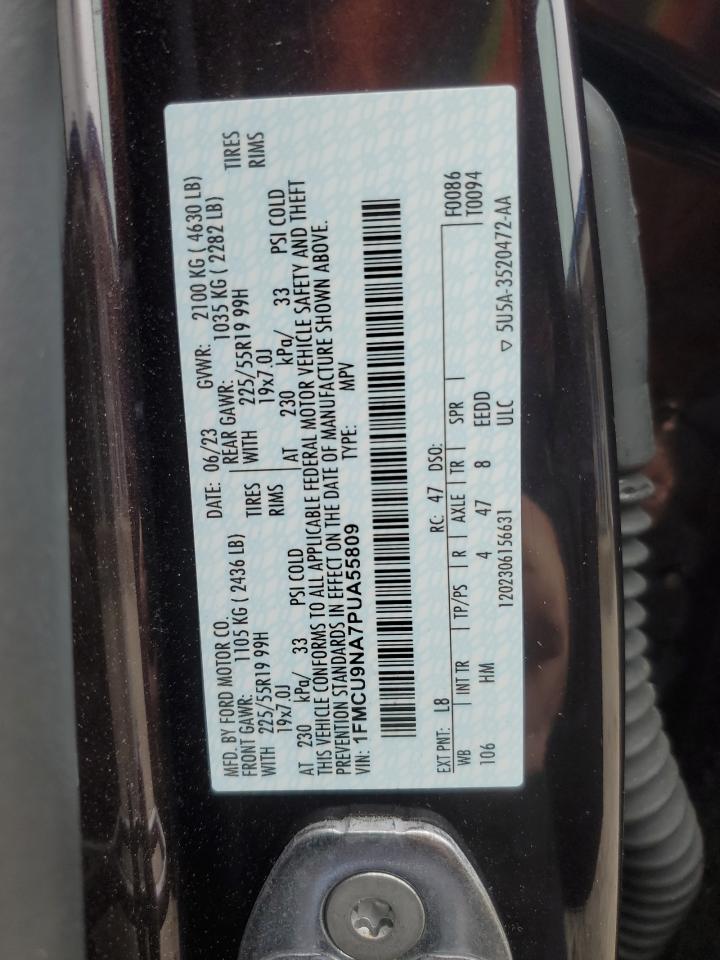 MFD. BY FORD MOTOR CO. DATE: 06/23 GVWR: 2100 KG ( 4630 LB)
FRONT GAWR: 1105 KG ( 2436 LB) REAR GAWR: 1035 KG ( 2282 LB)
WITH 225/55R19 99H TIRES WITH 225/55R19 99H TIRES
19x7.0J RIMS 19x7.0J RIMS
AT 230 kPa/ 33 PSI COLD AT 230 kPa/ 33 PSI COLD
THIS VEHICLE CONFORMS TO ALL APPLICABLE FEDERAL MOTOR VEHICLE SAFETY AND THEFT
PREVENTION STANDARDS IN EFFECT ON THE DATE OF MANUFACTURE SHOWN ABOVE.
VIN: 1FMCU9NA7PUA55809 TYPE: MPV
EXT PNT: L8 RC: 47 DSO: F0086
WB INT TR TP/PS R AXLE TR SPR T0094
106 HM 4 47 8 EEDD
1202306156631 ULC ▽ 5U5A-3520472-AA